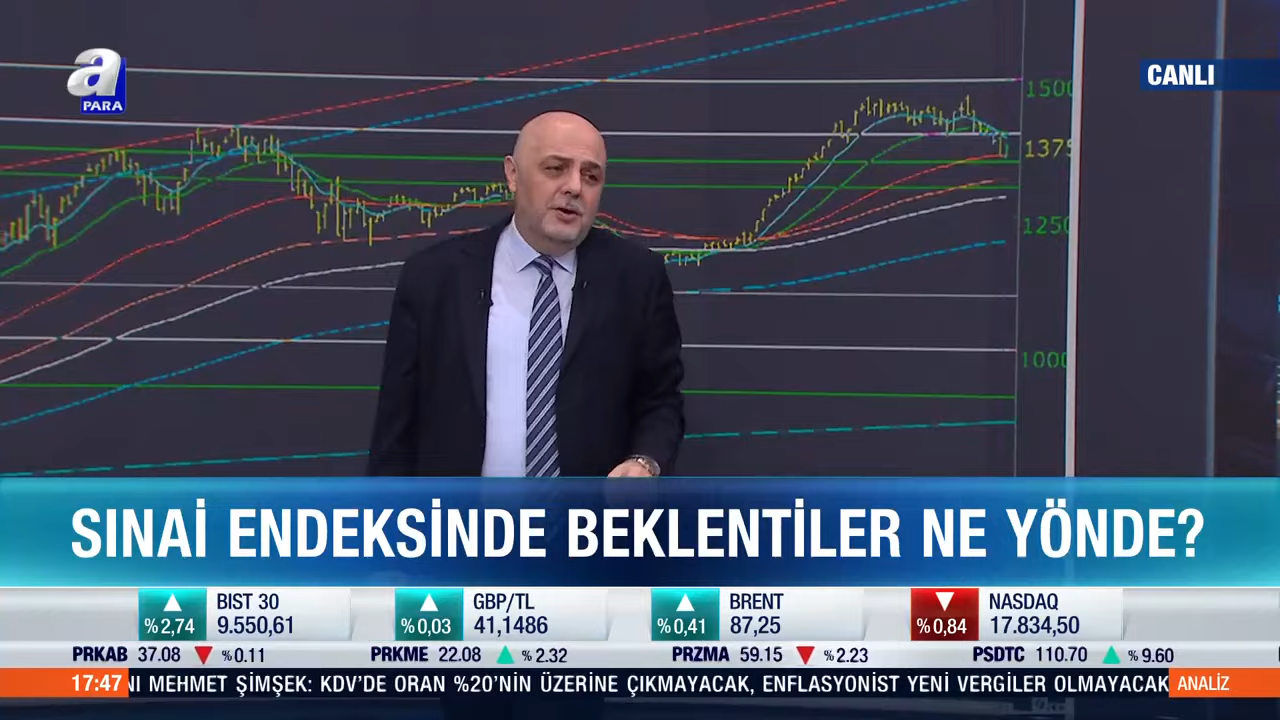 a
PARA
CANLI
1500
1375
1250
1000
SINAİ ENDEKSİNDE BEKLENTİLER NE YÖNDE?
%2,74 BIST 30 9.550,61
%0,03 GBP/TL 41,1486
%0,41 BRENT 87,25
%0,84 NASDAQ 17.834,50
PRKAB 37.08 %0.11 PRKME 22.08 % 2.32 PRZMA 59.15 % 2.23 PSDTC 110.70 % 9.60
17:47 NI MEHMET ŞİMŞEK: KDV'DE ORAN %20'NİN ÜZERİNE ÇIKMAYACAK, ENFLASYONİST YENİ VERGİLER OLMAYACAK ANALİZ